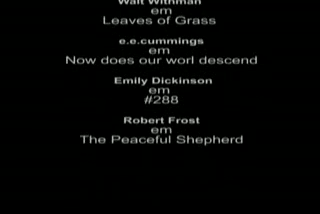 Walt Withman
em
Leaves of Grass
e.e.cummings
em
Now does our worl descend
Emily Dickinson
em
#288
Robert Frost
em
The Peaceful Shepherd